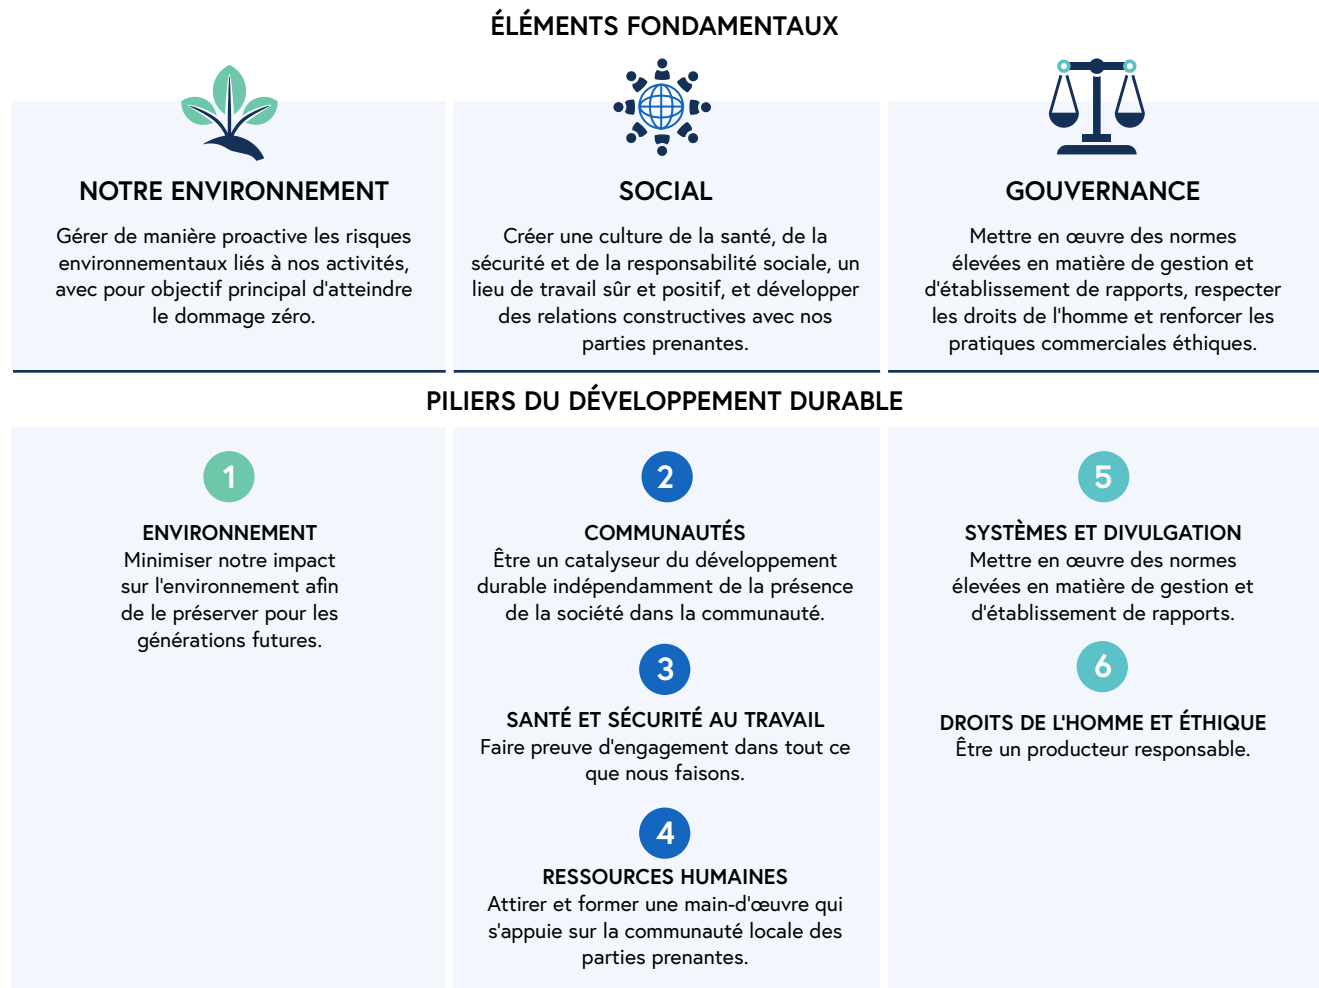 ÉLÉMENTS FONDAMENTAUX
NOTRE ENVIRONNEMENT
Gérer de manière proactive les risques
environnementaux liés à nos activités,
avec pour objectif principal d'atteindre
le dommage zéro.
SOCIAL
Créer une culture de la santé, de la
sécurité et de la responsabilité sociale, un
lieu de travail sûr et positif, et développer
des relations constructives avec nos
parties prenantes.
GOUVERNANCE
Mettre en œuvre des normes
élevées en matière de gestion et
d'établissement de rapports, respecter
les droits de l'homme et renforcer les
pratiques commerciales éthiques.
PILIERS DU DÉVELOPPEMENT DURABLE
1
ENVIRONNEMENT
Minimiser notre impact
sur l'environnement afin
de le préserver pour les
générations futures.
2
COMMUNAUTÉS
Être un catalyseur du développement
durable indépendamment de la présence
de la société dans la communauté.
3
SANTÉ ET SÉCURITÉ AU TRAVAIL
Faire preuve d'engagement dans tout ce
que nous faisons.
4
RESSOURCES HUMAINES
Attirer et former une main-d'œuvre qui
s'appuie sur la communauté locale des
parties prenantes.
5
SYSTÈMES ET DIVULGATION
Mettre en œuvre des normes
élevées en matière de gestion et
d'établissement de rapports.
6
DROITS DE L'HOMME ET ÉTHIQUE
Être un producteur responsable.